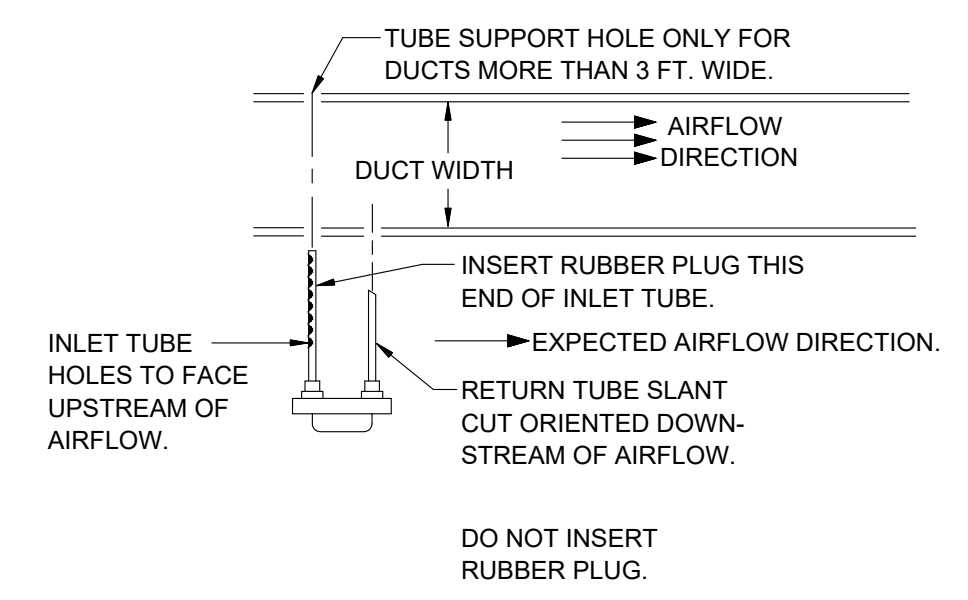 TUBE SUPPORT HOLE ONLY FOR
DUCTS MORE THAN 3 FT. WIDE.
AIRFLOW
DIRECTION
DUCT WIDTH
INSERT RUBBER PLUG THIS
END OF INLET TUBE.
EXPECTED AIRFLOW DIRECTION.
INLET TUBE
HOLES TO FACE
UPSTREAM OF
AIRFLOW.
RETURN TUBE SLANT
CUT ORIENTED DOWN-
STREAM OF AIRFLOW.
DO NOT INSERT
RUBBER PLUG.